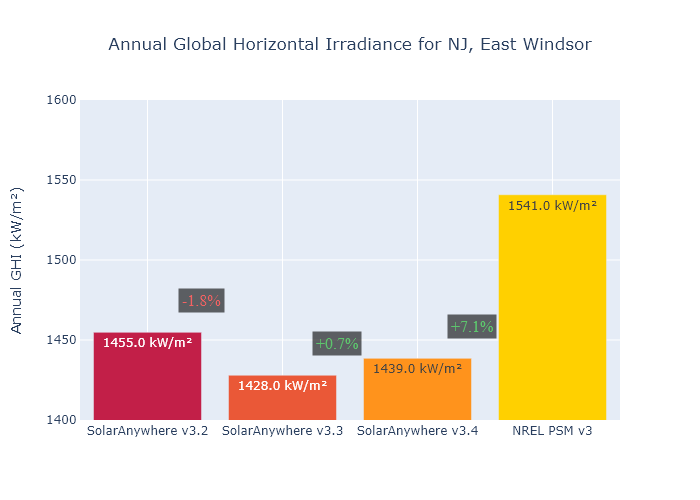 Annual Global Horizontal Irradiance for NJ, East Windsor
Annual GHI (kW/m²)
1600
1550
1500
1450
1400
1455.0 kW/m²
-1.8%
1428.0 kW/m²
+0.7%
1439.0 kW/m²
+7.1%
1541.0 kW/m²
SolarAnywhere v3.2
SolarAnywhere v3.3
SolarAnywhere v3.4
NREL PSM v3